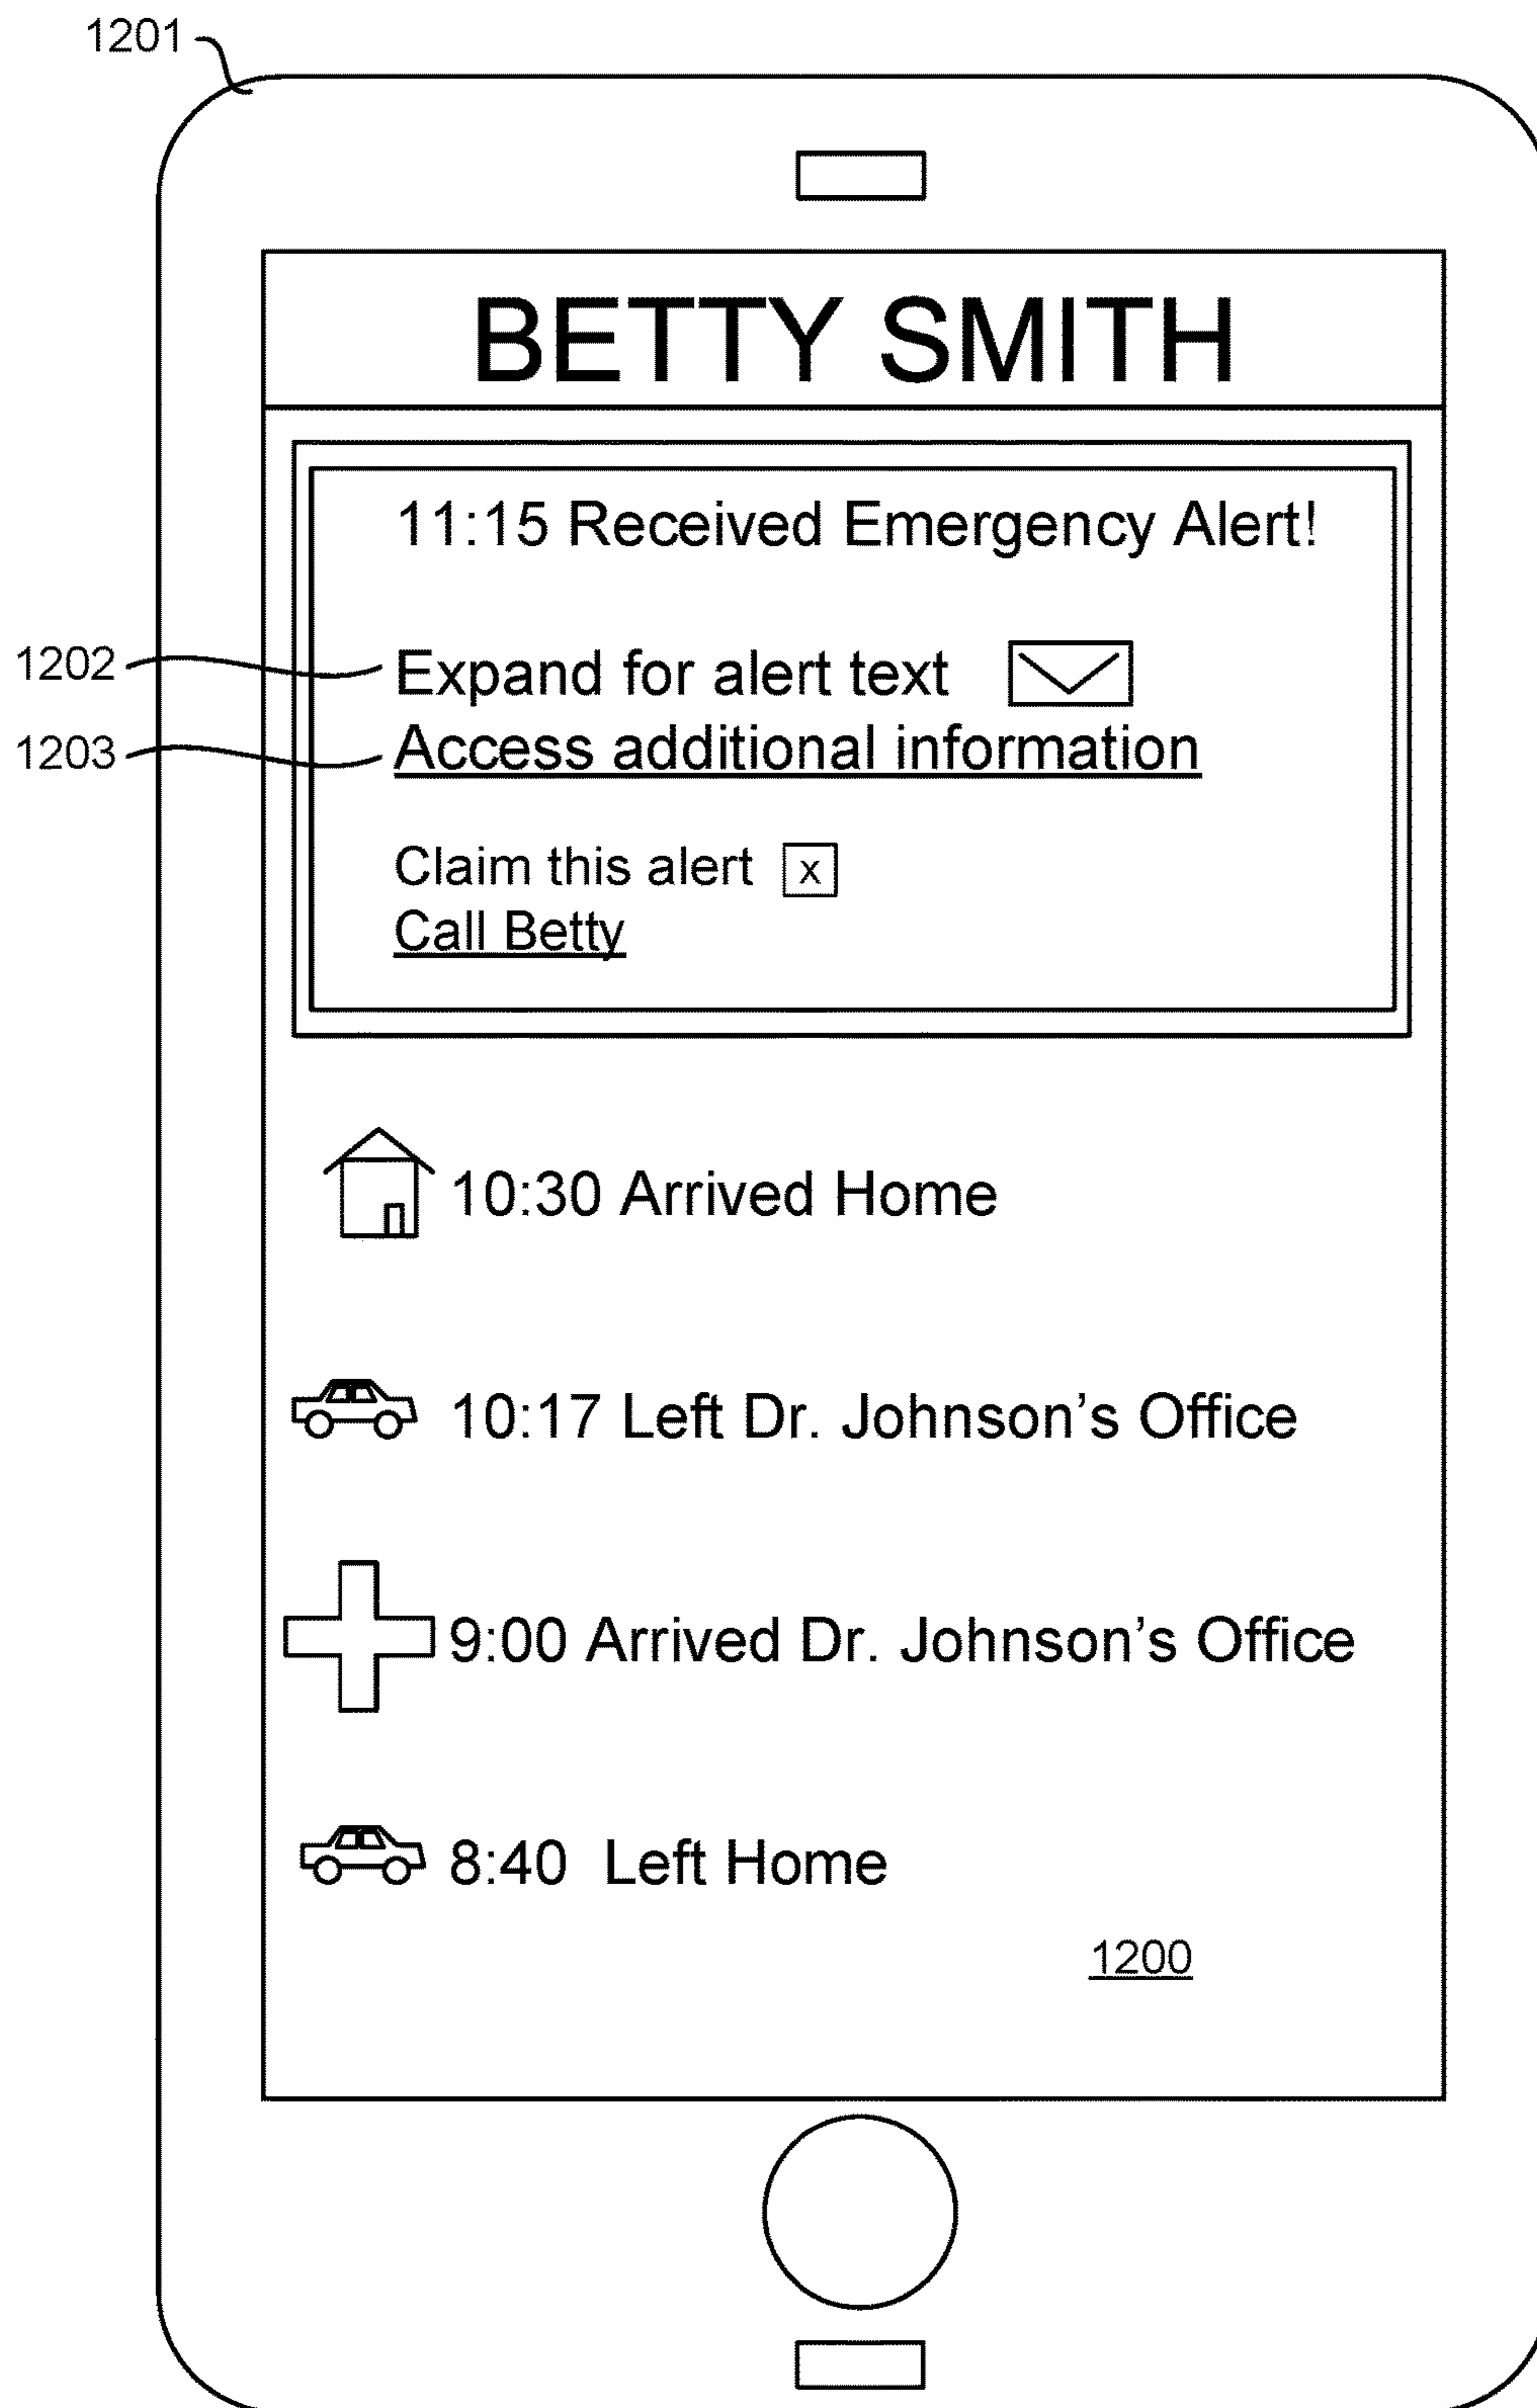 1201
BETTY SMITH
11:15 Received Emergency Alert!
1202
Expand for alert text
1203
Access additional information
Claim this alert x
Call Betty
10:30 Arrived Home
10:17 Left Dr. Johnson’s Office
9:00 Arrived Dr. Johnson’s Office
8:40 Left Home
1200